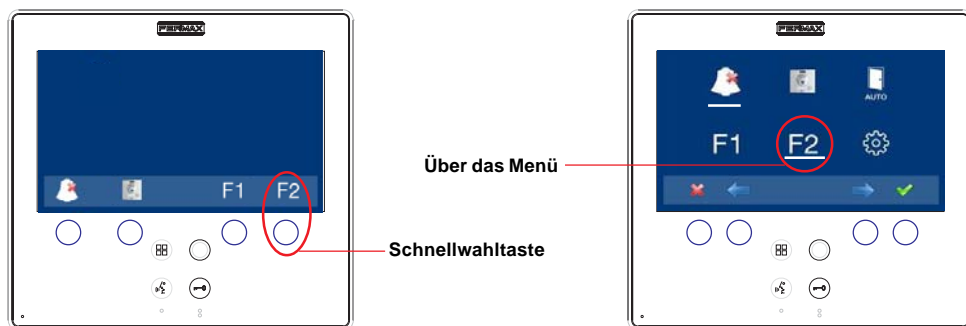 FERMAX
F1 F2
Schnellwahltaste
Über das Menü
FERMAX
AUTO
F1 F2